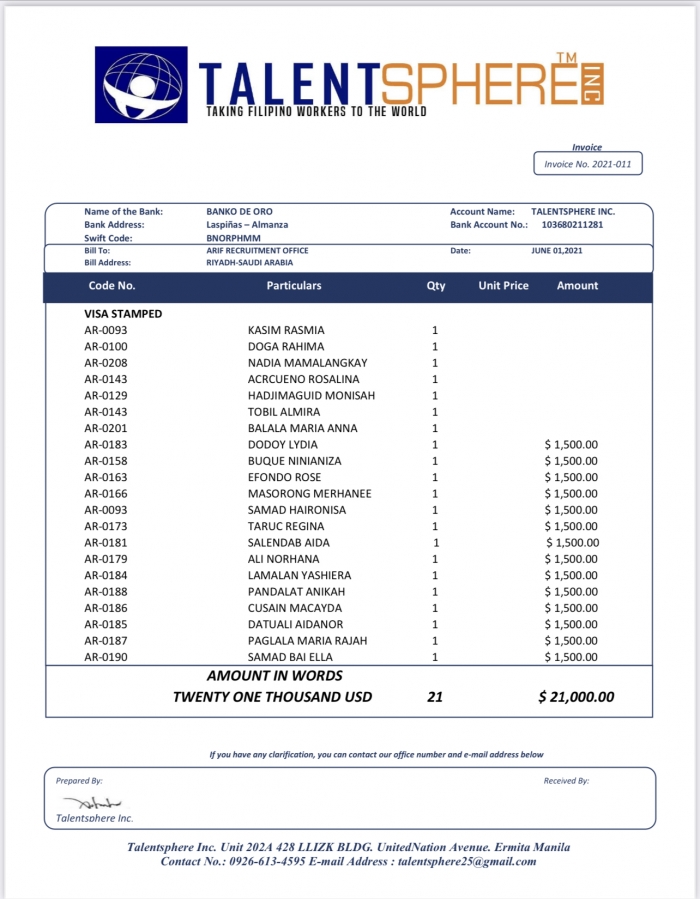 TALENTSPHERE INC
TM
TAKING FILIPINO WORKERS TO THE WORLD
Invoice
Invoice No. 2021-011
Name of the Bank: BANKO DE ORO Account Name: TALENTSPHERE INC.
Bank Address: Laspiñas – Almanza Bank Account No.: 103680211281
Swift Code: BNORPHMM
Bill To: ARIF RECRUITMENT OFFICE Date: JUNE 01,2021
Bill Address: RIYADH-SAUDI ARABIA
Code No. Particulars Qty Unit Price Amount
VISA STAMPED
AR-0093 KASIM RASMIA 1
AR-0100 DOGA RAHIMA 1
AR-0208 NADIA MAMALANGKAY 1
AR-0143 ACRCUENO ROSALINA 1
AR-0129 HADJIMAGUID MONISAH 1
AR-0143 TOBIL ALMIRA 1
AR-0201 BALALA MARIA ANNA 1
AR-0183 DODOY LYDIA 1 $ 1,500.00
AR-0158 BUQUE NINIANIZA 1 $ 1,500.00
AR-0163 EFONDO ROSE 1 $ 1,500.00
AR-0166 MASORONG MERHANEE 1 $ 1,500.00
AR-0093 SAMAD HAIRONISA 1 $ 1,500.00
AR-0173 TARUC REGINA 1 $ 1,500.00
AR-0181 SALENDAB AIDA 1 $ 1,500.00
AR-0179 ALI NORHANA 1 $ 1,500.00
AR-0184 LAMALAN YASHIERA 1 $ 1,500.00
AR-0188 PANDALAT ANIKAH 1 $ 1,500.00
AR-0186 CUSAIN MACAYDA 1 $ 1,500.00
AR-0185 DATUALI AIDANOR 1 $ 1,500.00
AR-0187 PAGLALA MARIA RAJAH 1 $ 1,500.00
AR-0190 SAMAD BAI ELLA 1 $ 1,500.00
AMOUNT IN WORDS
TWENTY ONE THOUSAND USD 21 $ 21,000.00
If you have any clarification, you can contact our office number and e-mail address below
Prepared By: Received By:
Talentsphere Inc.
Talentsphere Inc. Unit 202A 428 LLIZK BLDG. UnitedNation Avenue. Ermita Manila
Contact No.: 0926-613-4595 E-mail Address : talentsphere25@gmail.com